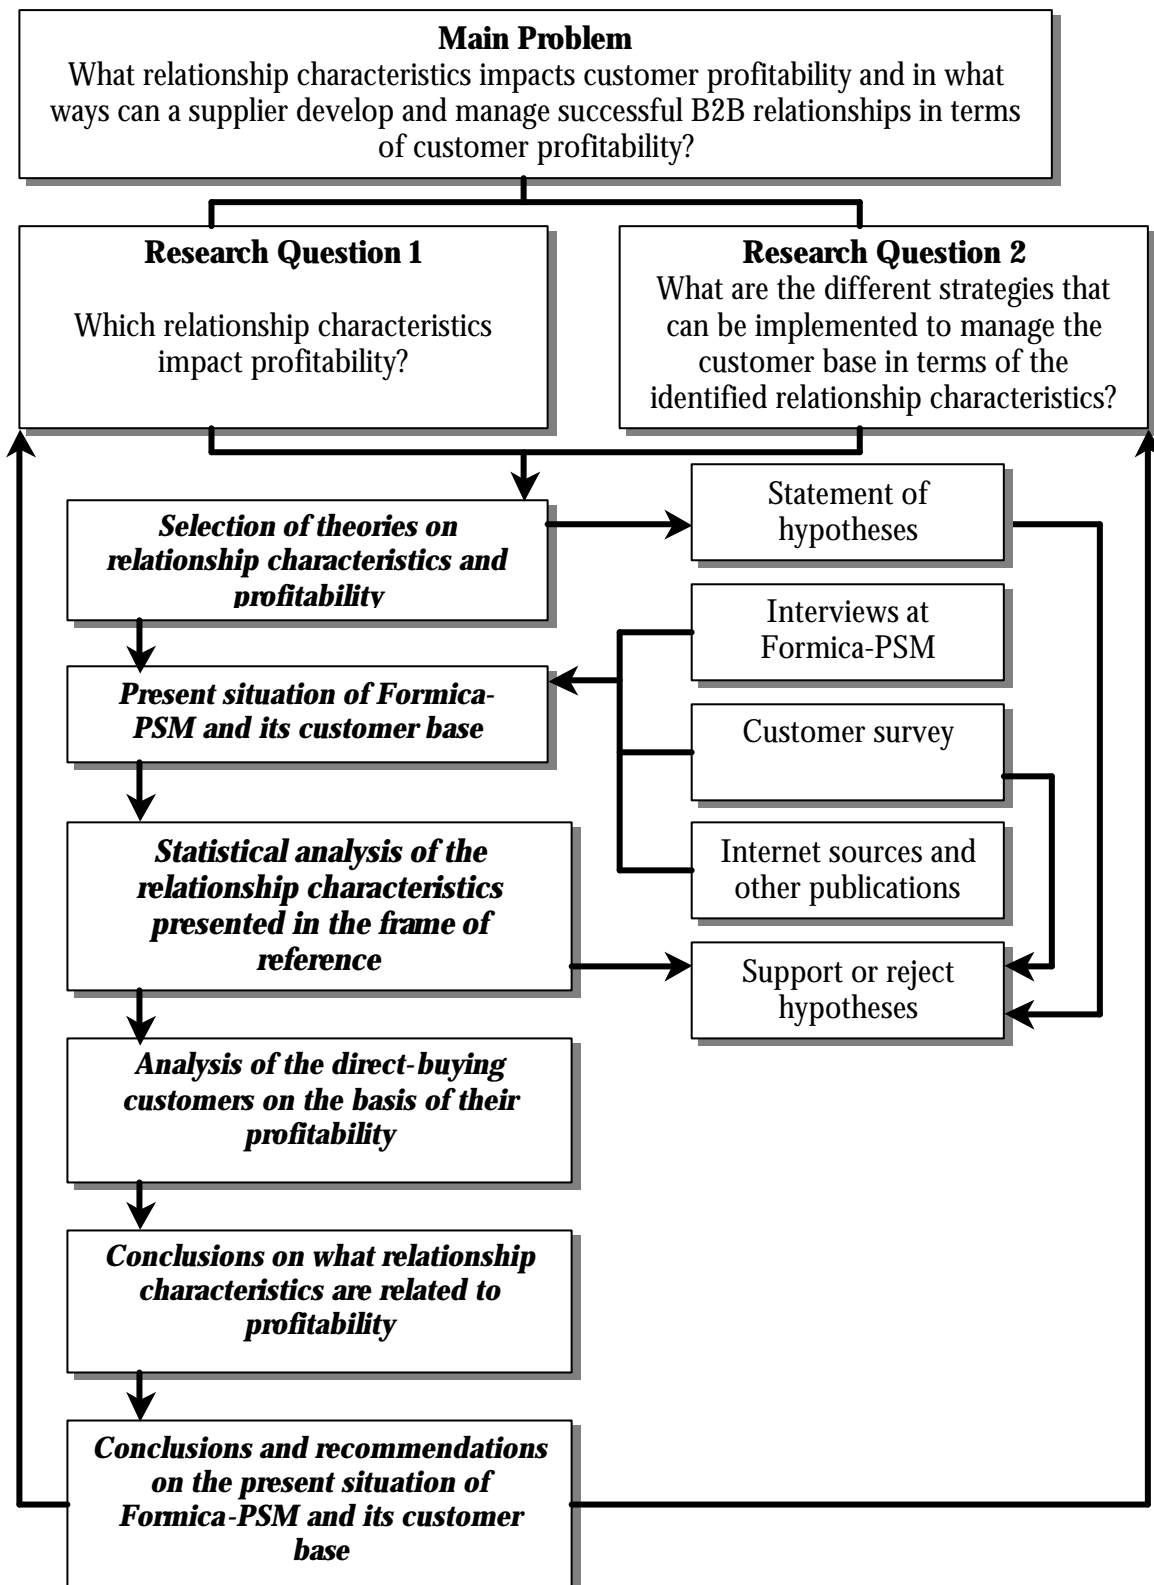 Main Problem
What relationship characteristics impacts customer profitability and in what
ways can a supplier develop and manage successful B2B relationships in terms
of customer profitability?
Research Question 1
Which relationship characteristics
impact profitability?
Research Question 2
What are the different strategies that
can be implemented to manage the
customer base in terms of the
identified relationship characteristics?
Selection of theories on
relationship characteristics and
profitability
Statement of
hypotheses
Interviews at
Formica-PSM
Present situation of Formica-
PSM and its customer base
Customer survey
Statistical analysis of the
relationship characteristics
presented in the frame of
reference
Internet sources and
other publications
Support or reject
hypotheses
Analysis of the direct-buying
customers on the basis of their
profitability
Conclusions on what relationship
characteristics are related to
profitability
Conclusions and recommendations
on the present situation of
Formica-PSM and its customer
base